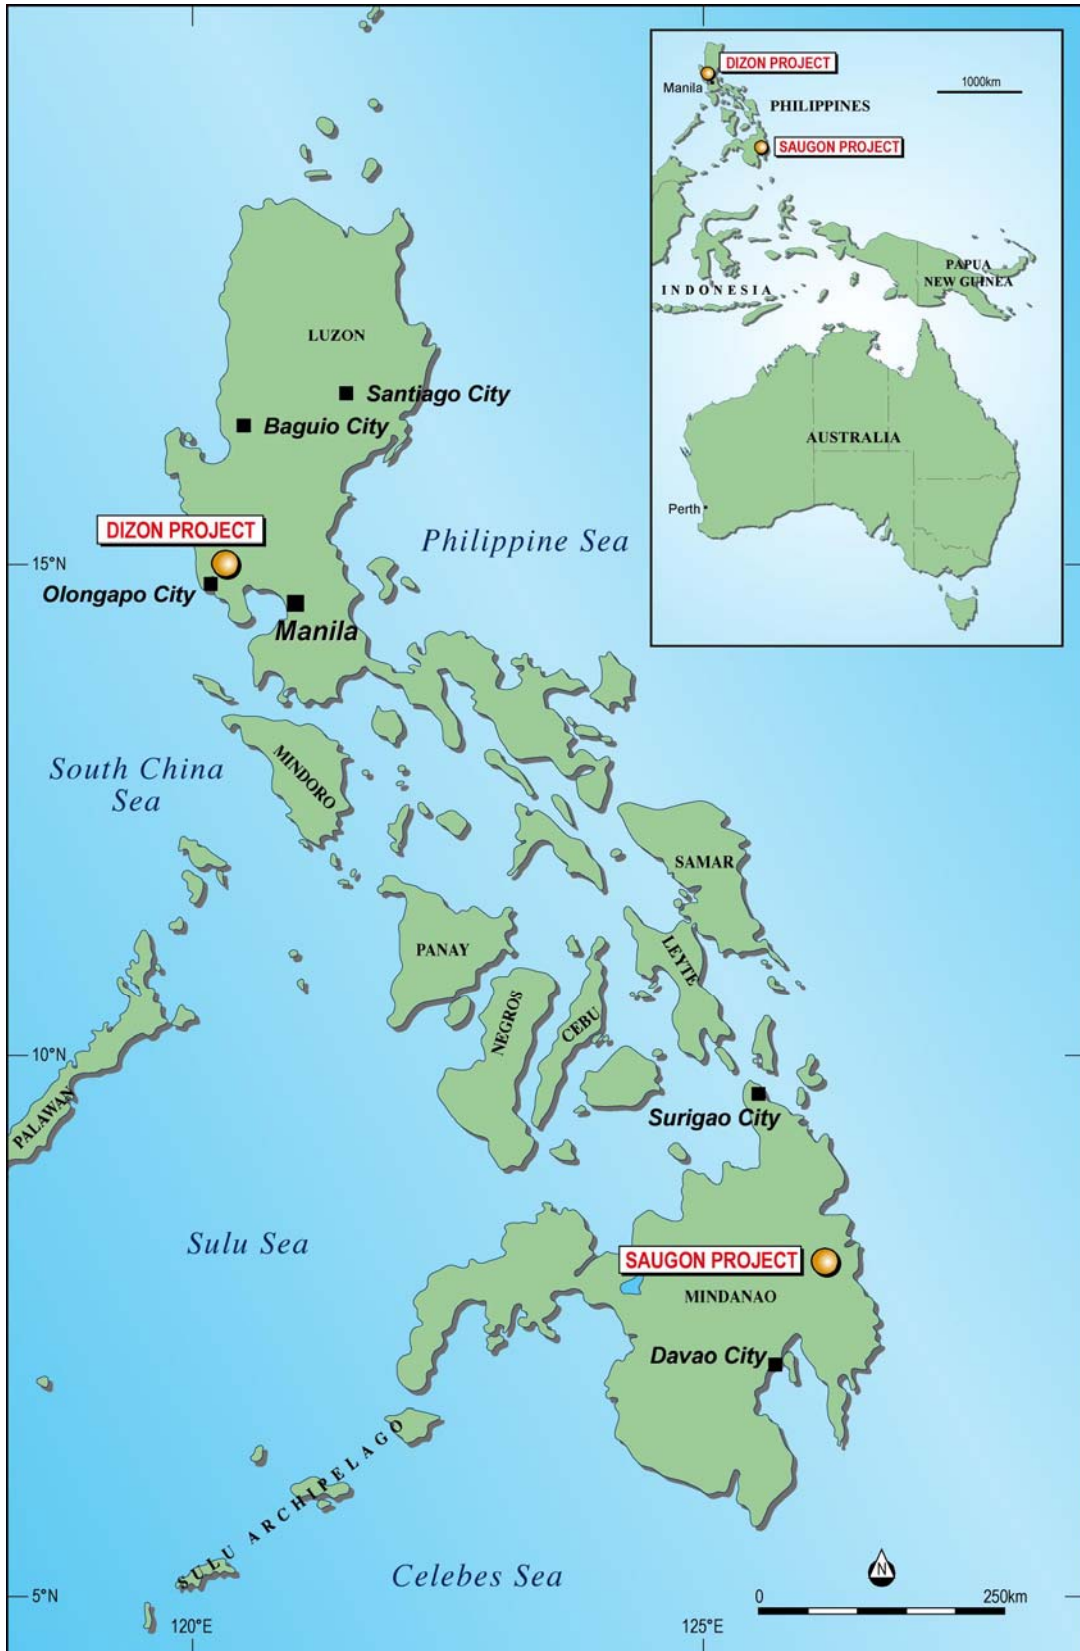 DIZON PROJECT
Manila
1000km
PHILIPPINES
SAUGON PROJECT
PAPUA
NEW GUINEA
INDONESIA
AUSTRALIA
Perth
LUZON
Santiago City
Baguio City
DIZON PROJECT
Philippine Sea
15°N
Olongapo City
Manila
South China
Sea
MINDORO
SAMAR
PANAY
LEYTE
NEGROS
CEBU
10°N
PALAWAN
Surigao City
Sulu Sea
SAUGON PROJECT
MINDANAO
Davao City
SULU ARCHIPELAGO
Celebes Sea
N
5°N
0
250km
120°E
125°E